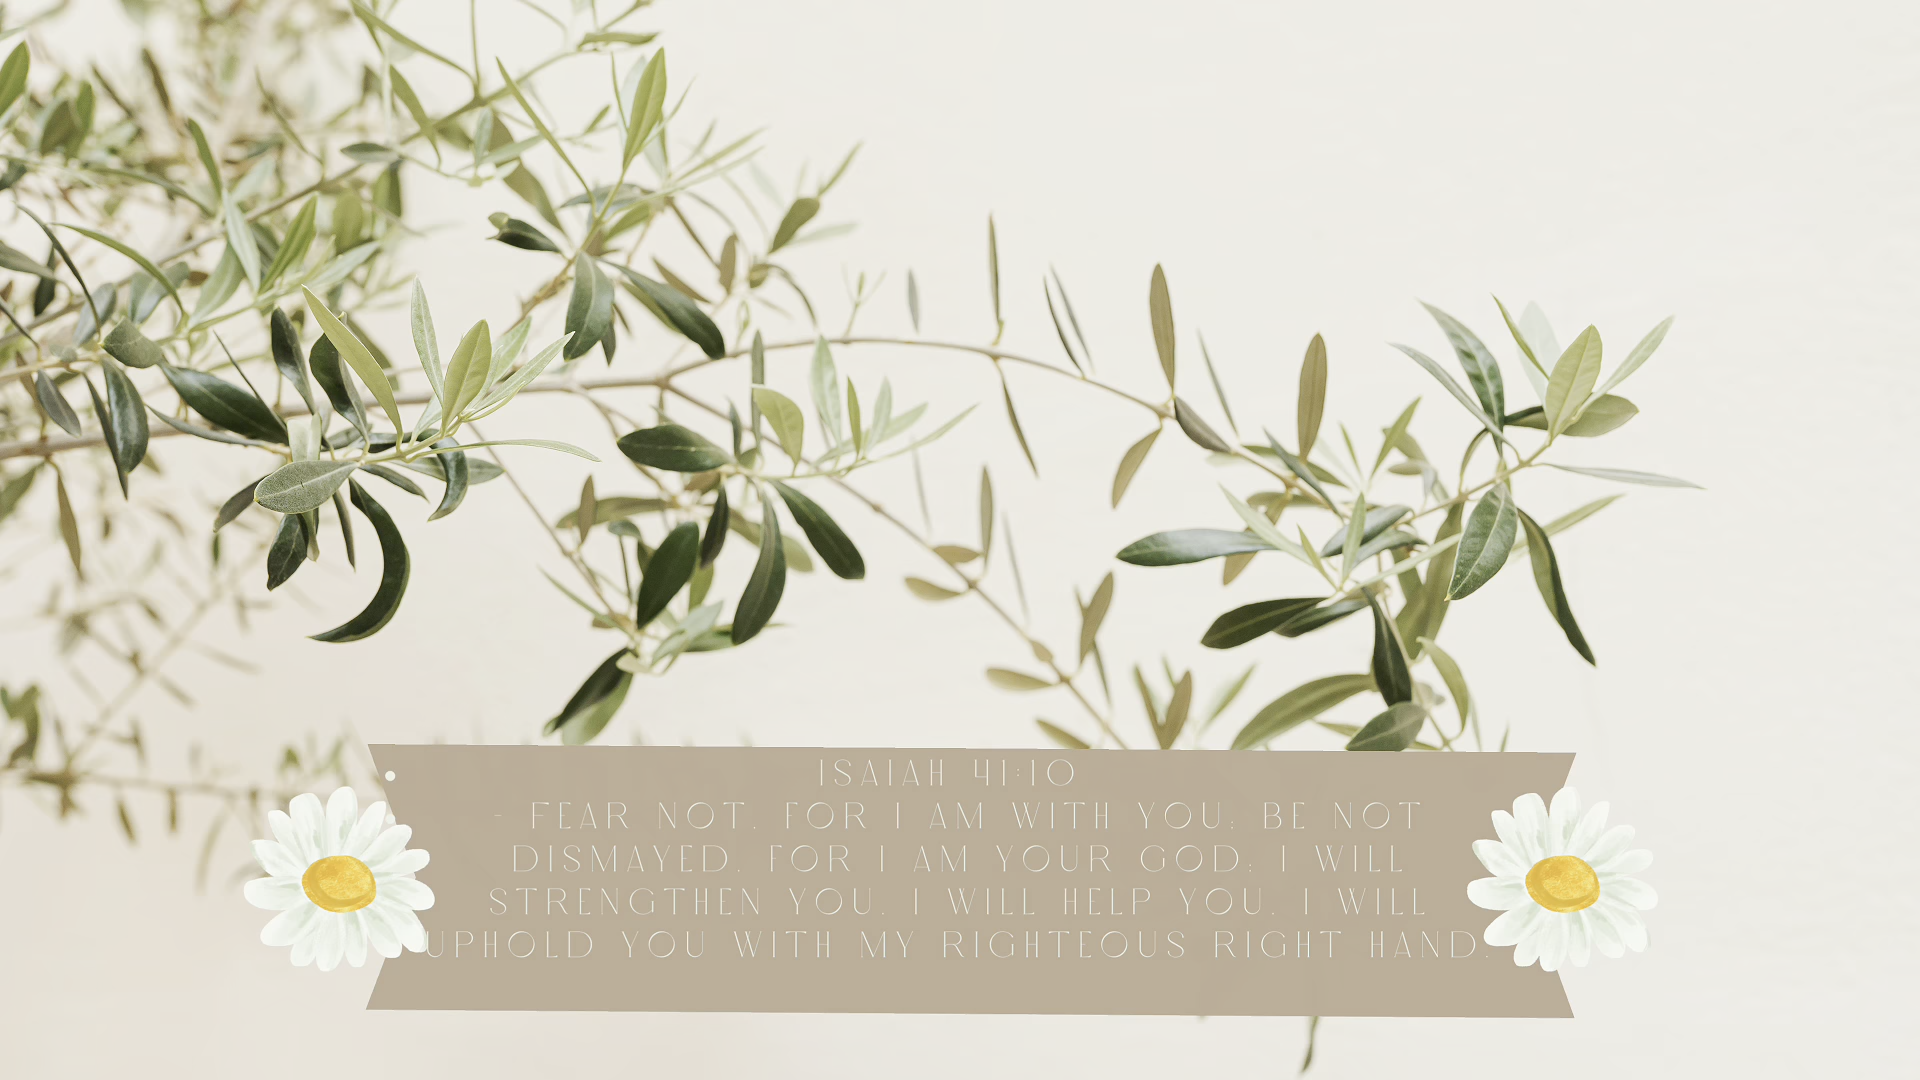 ISAIAH 41:10
- FEAR NOT, FOR I AM WITH YOU; BE NOT
DISMAYED, FOR I AM YOUR GOD; I WILL
STRENGTHEN YOU, I WILL HELP YOU, I WILL
UPHOLD YOU WITH MY RIGHTEOUS RIGHT HAND.